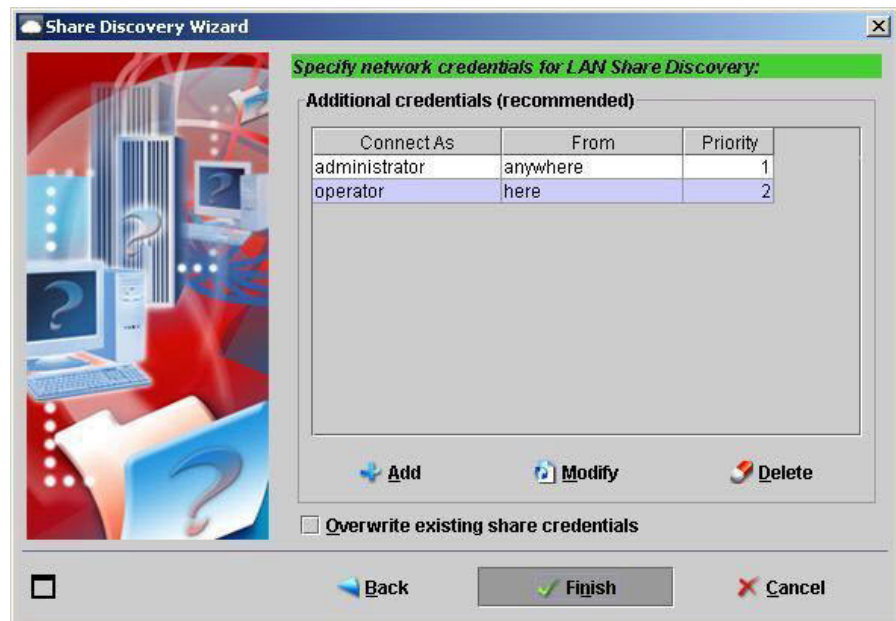 Share Discovery Wizard
Specify network credentials for LAN Share Discovery:
Additional credentials (recommended)
Connect As From Priority
administrator anywhere 1
operator here 2
Add Modify Delete
Overwrite existing share credentials
Back Finish Cancel